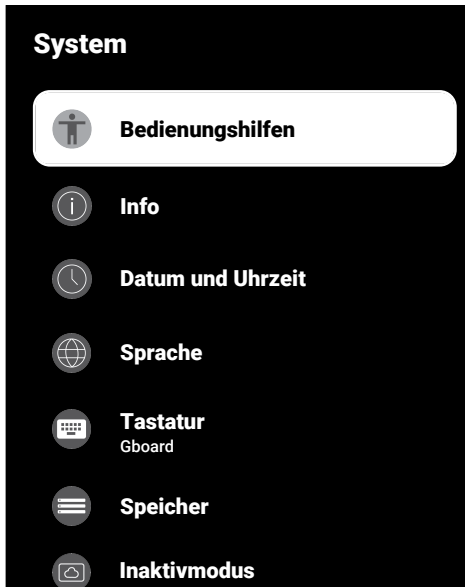 System
Bedienungshilfen
Info
Datum und Uhrzeit
Sprache
Tastatur
Gboard
Speicher
Inaktivmodus